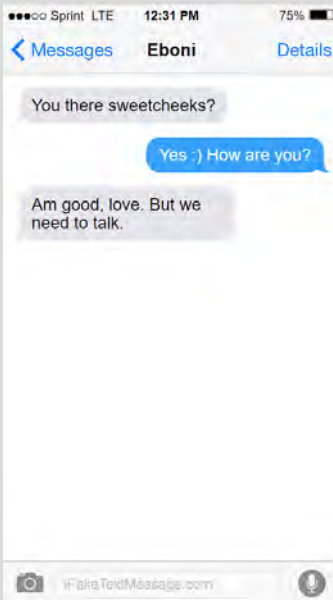 Sprint LTE 12:31 PM 75%
Messages Eboni Details
You there sweetcheeks?
Yes :) How are you?
Am good, love. But we
need to talk.
iFakeTextMessage.com